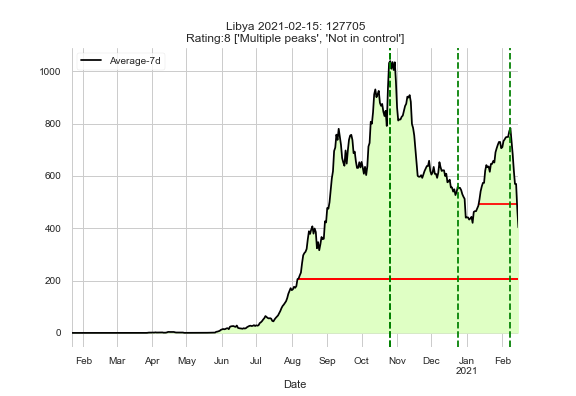 Libya 2021-02-15: 127705
Rating:8 ['Multiple peaks', 'Not in control']
Average-7d
1000
800
600
400
200
0
Feb Mar Apr May Jun Jul Aug Sep Oct Nov Dec Jan Feb
2021
Date